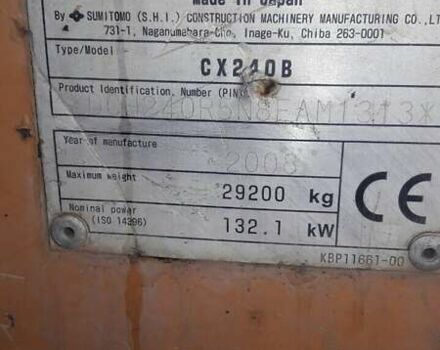 Made in Japan
By SUMITOMO (S.H.I.) CONSTRUCTION MACHINERY MANUFACTURING CO.,L
731-1, Naganumahara-Cho, Inage-Ku, Chiba 263-0001
Type/Model
CX240B
Product Identification, Number (PIN)
Year of manufacture
2008
Maximum weight
29200 kg
Nominal power
(ISO 14396)
132.1 kW
CE
KBP11661-00